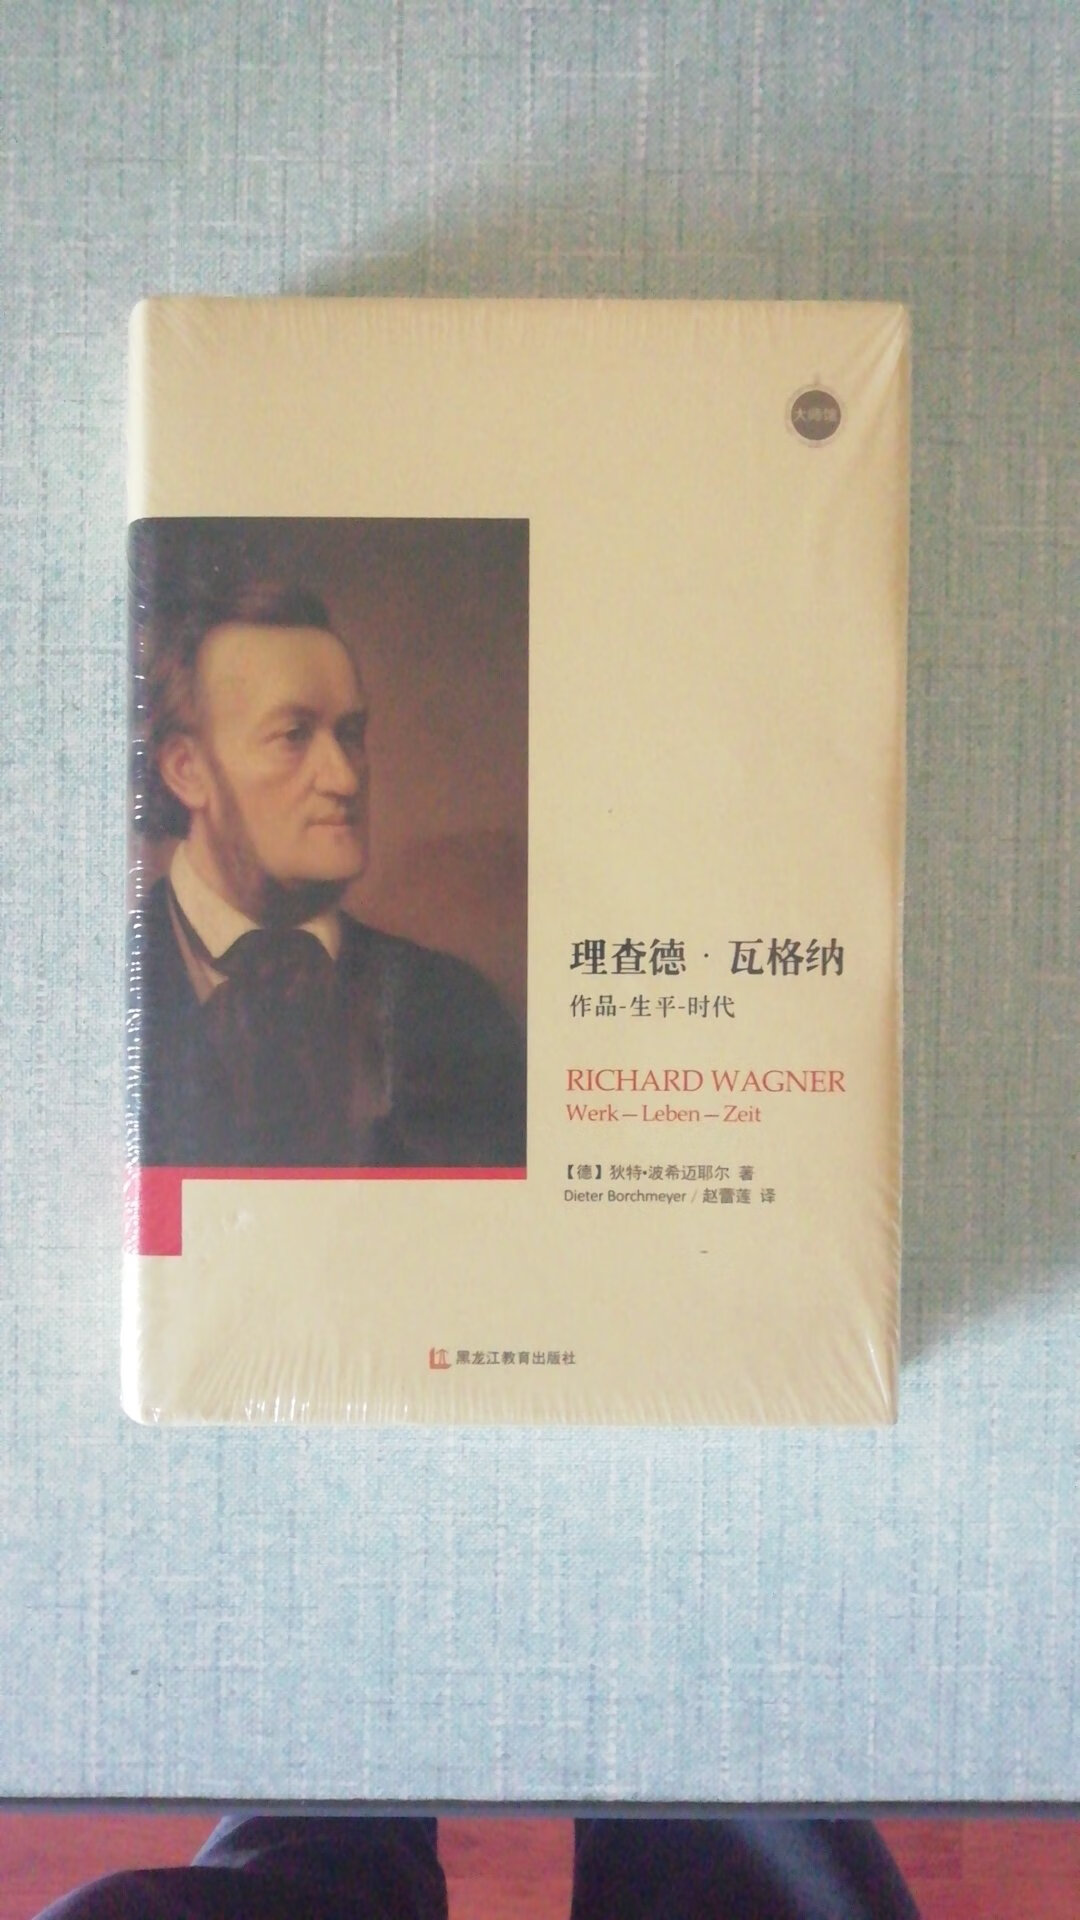 大师馆
理查德·瓦格纳
作品-生平-时代
RICHARD WAGNER
Werk—Leben—Zeit
【德】狄特•波希迈耶尔 著
Dieter Borchmeyer / 赵蕾莲 译
黑龙江教育出版社